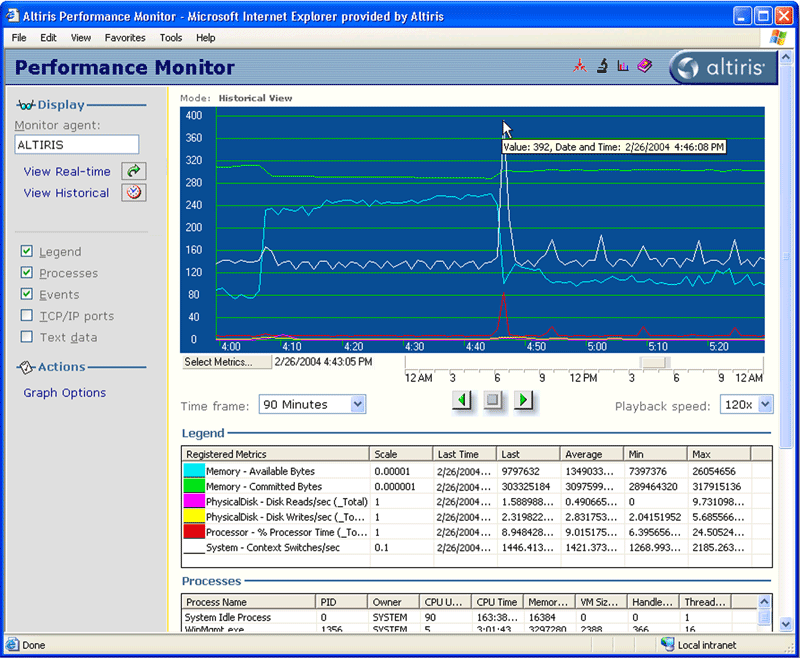 Altiris Performance Monitor - Microsoft Internet Explorer provided by Altiris
File Edit View Favorites Tools Help
Performance Monitor
altiris
Display
Monitor agent:
ALTIRIS
View Real-time
View Historical
Legend
Processes
Events
TCP/IP ports
Text data
Actions
Graph Options
Mode: Historical View
400
360
320
280
240
200
160
120
80
40
0
Value: 392, Date and Time: 2/26/2004 4:46:08 PM
4:00 4:10 4:20 4:30 4:40 4:50 5:00 5:10 5:20
Select Metrics... 2/26/2004 4:43:05 PM
12 AM 3 6 9 12 PM 3 6 9 12 AM
Time frame: 90 Minutes Playback speed: 120x
Legend
Registered Metrics Scale Last Time Last Average Min Max
Memory - Available Bytes 0.00001 2/26/2004... 9797632 1349033... 7397376 26054656
Memory - Committed Bytes 0.000001 2/26/2004... 303325184 3097599... 289464320 317915136
PhysicalDisk - Disk Reads/sec (_Total) 1 2/26/2004... 1.588988... 0.490665... 0 9.731098...
PhysicalDisk - Disk Writes/sec (_To... 1 2/26/2004... 2.319822... 2.831753... 2.04151952 5.685566...
Processor - % Processor Time (_To... 1 2/26/2004... 8.948428... 9.015175... 6.395656... 24.50524...
System - Context Switches/sec 0.1 2/26/2004... 1446.413... 1421.373... 1268.993... 2185.263...
Processes
Process Name PID Owner CPU U... CPU Time Memor... VM Siz... Handle... Thread...
System Idle Process 0 SYSTEM 90 163:38... 16384 0 0 1
WinMgmt.exe 1356 SYSTEM 5 3:01:43 3297280 2388 366 16
Done Local intranet